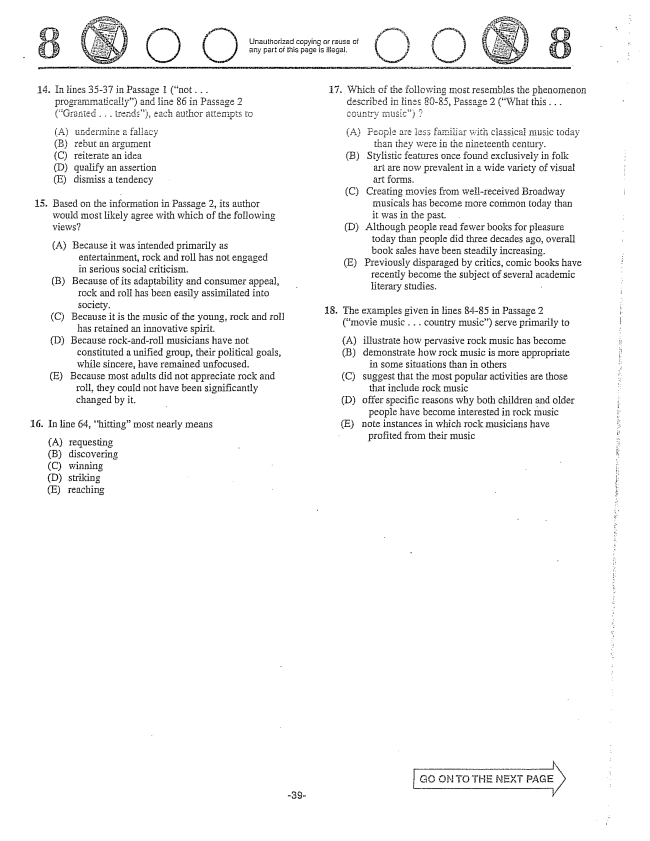 8
Unauthorized copying or reuse of
any part of this page is illegal.
8
14. In lines 35-37 in Passage 1 ("not . . .
programmatically") and line 86 in Passage 2
("Granted . . . trends"), each author attempts to
(A) undermine a fallacy
(B) rebut an argument
(C) reiterate an idea
(D) qualify an assertion
(E) dismiss a tendency
15. Based on the information in Passage 2, its author
would most likely agree with which of the following
views?
(A) Because it was intended primarily as
entertainment, rock and roll has not engaged
in serious social criticism.
(B) Because of its adaptability and consumer appeal,
rock and roll has been easily assimilated into
society.
(C) Because it is the music of the young, rock and roll
has retained an innovative spirit.
(D) Because rock-and-roll musicians have not
constituted a unified group, their political goals,
while sincere, have remained unfocused.
(E) Because most adults did not appreciate rock and
roll, they could not have been significantly
changed by it.
16. In line 64, "hitting" most nearly means
(A) requesting
(B) discovering
(C) winning
(D) striking
(E) reaching
17. Which of the following most resembles the phenomenon
described in lines 80-85, Passage 2 ("What this . . .
country music") ?
(A) People are less familiar with classical music today
than they were in the nineteenth century.
(B) Stylistic features once found exclusively in folk
art are now prevalent in a wide variety of visual
art forms.
(C) Creating movies from well-received Broadway
musicals has become more common today than
it was in the past.
(D) Although people read fewer books for pleasure
today than people did three decades ago, overall
book sales have been steadily increasing.
(E) Previously disparaged by critics, comic books have
recently become the subject of several academic
literary studies.
18. The examples given in lines 84-85 in Passage 2
("movie music . . . country music") serve primarily to
(A) illustrate how pervasive rock music has become
(B) demonstrate how rock music is more appropriate
in some situations than in others
(C) suggest that the most popular activities are those
that include rock music
(D) offer specific reasons why both children and older
people have become interested in rock music
(E) note instances in which rock musicians have
profited from their music
GO ON TO THE NEXT PAGE
-39-